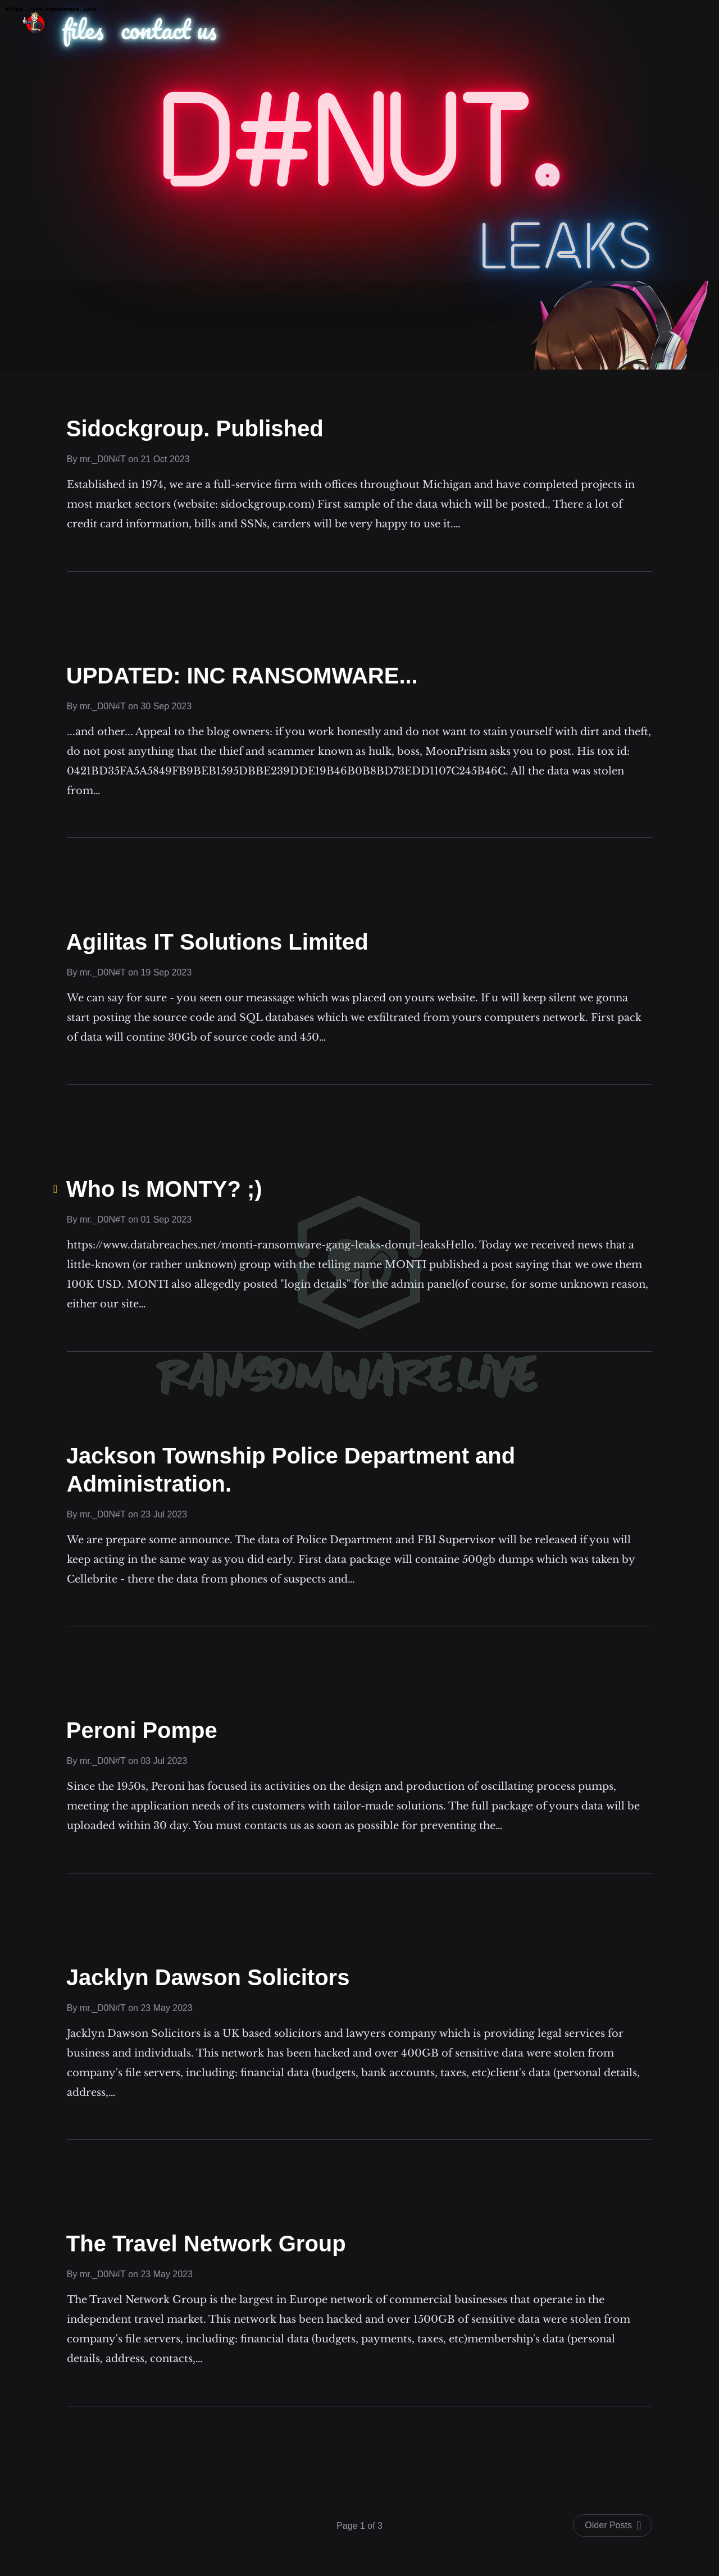 https://www.ransomware.live
files contact us
D#NUT.
LEAKS
Sidockgroup. Published
By mr._D0N#T on 21 Oct 2023
Established in 1974, we are a full-service firm with offices throughout Michigan and have completed projects in
most market sectors (website: sidockgroup.com) First sample of the data which will be posted.. There a lot of
credit card information, bills and SSNs, carders will be very happy to use it.…
UPDATED: INC RANSOMWARE...
By mr._D0N#T on 30 Sep 2023
...and other... Appeal to the blog owners: if you work honestly and do not want to stain yourself with dirt and theft,
do not post anything that the thief and scammer known as hulk, boss, MoonPrism asks you to post. His tox id:
0421BD35FA5A5849FB9BEB1595DBBE239DDE19B46B0B8BD73EDD1107C245B46C. All the data was stolen
from…
Agilitas IT Solutions Limited
By mr._D0N#T on 19 Sep 2023
We can say for sure - you seen our meassage which was placed on yours website. If u will keep silent we gonna
start posting the source code and SQL databases which we exfiltrated from yours computers network. First pack
of data will contine 30Gb of source code and 450…
Who Is MONTY? ;)
By mr._D0N#T on 01 Sep 2023
https://www.databreaches.net/monti-ransomware-gang-leaks-donut-leaksHello. Today we received news that a
little-known (or rather unknown) group with the telling name MONTI published a post saying that we owe them
100K USD. MONTI also allegedly posted "login details" for the admin panel(of course, for some unknown reason,
either our site…
RANSOMWARE.LIVE
Jackson Township Police Department and
Administration.
By mr._D0N#T on 23 Jul 2023
We are prepare some announce. The data of Police Department and FBI Supervisor will be released if you will
keep acting in the same way as you did early. First data package will containe 500gb dumps which was taken by
Cellebrite - there the data from phones of suspects and…
Peroni Pompe
By mr._D0N#T on 03 Jul 2023
Since the 1950s, Peroni has focused its activities on the design and production of oscillating process pumps,
meeting the application needs of its customers with tailor-made solutions. The full package of yours data will be
uploaded within 30 day. You must contacts us as soon as possible for preventing the…
Jacklyn Dawson Solicitors
By mr._D0N#T on 23 May 2023
Jacklyn Dawson Solicitors is a UK based solicitors and lawyers company which is providing legal services for
business and individuals. This network has been hacked and over 400GB of sensitive data were stolen from
company's file servers, including: financial data (budgets, bank accounts, taxes, etc)client's data (personal details,
address,…
The Travel Network Group
By mr._D0N#T on 23 May 2023
The Travel Network Group is the largest in Europe network of commercial businesses that operate in the
independent travel market. This network has been hacked and over 1500GB of sensitive data were stolen from
company's file servers, including: financial data (budgets, payments, taxes, etc)membership's data (personal
details, address, contacts,…
Page 1 of 3
Older Posts